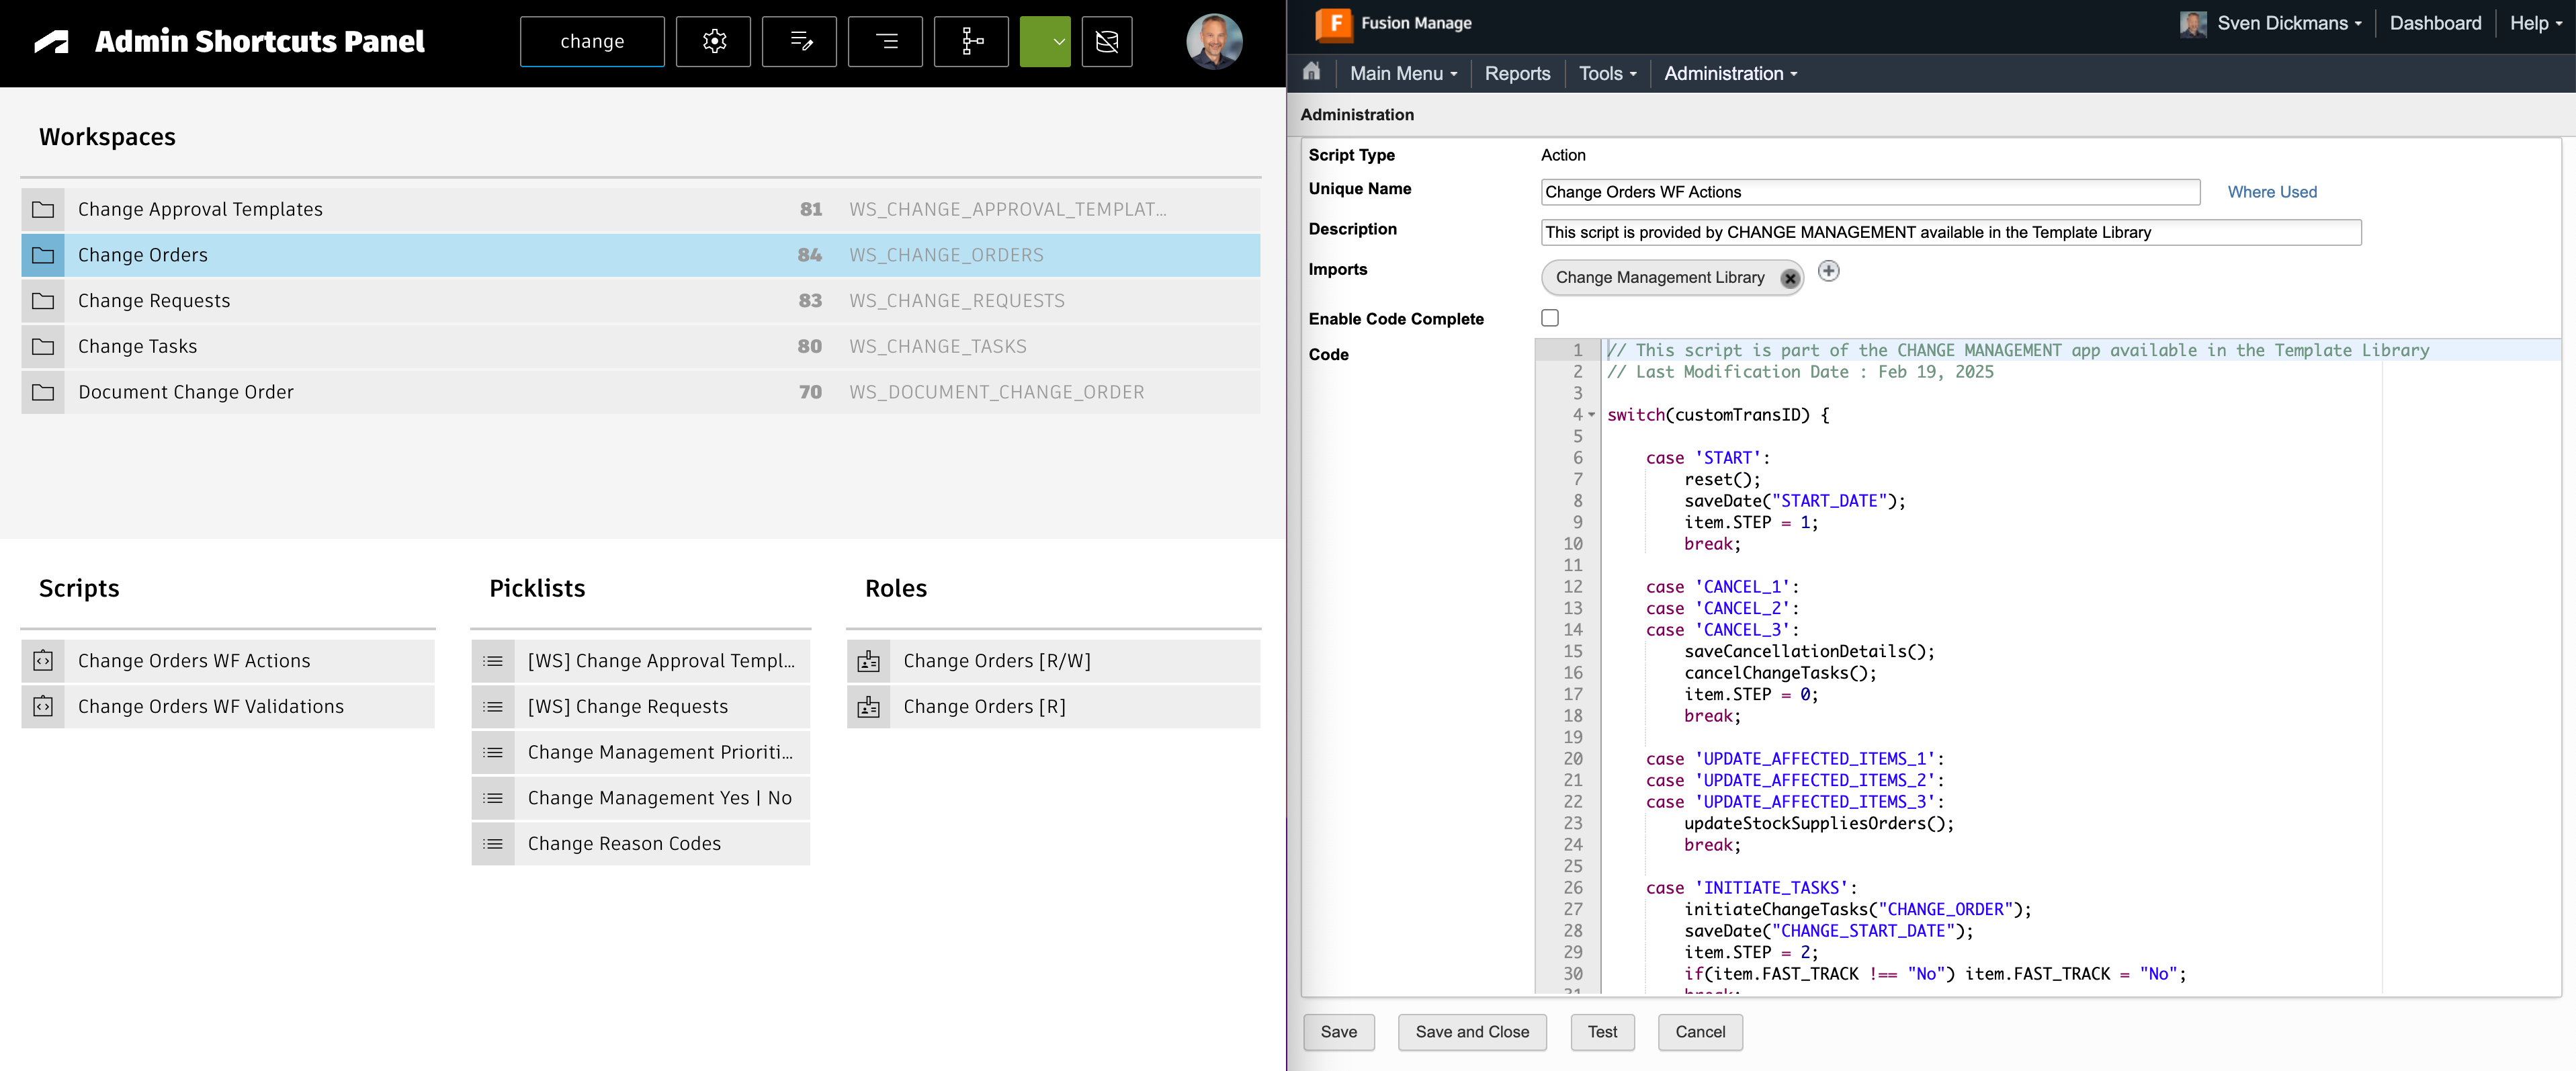 Admin Shortcuts Panel
change
Workspaces
Change Approval Templates 81 WS_CHANGE_APPROVAL_TEMPLAT...
Change Orders 84 WS_CHANGE_ORDERS
Change Requests 83 WS_CHANGE_REQUESTS
Change Tasks 80 WS_CHANGE_TASKS
Document Change Order 70 WS_DOCUMENT_CHANGE_ORDER
Scripts
Change Orders WF Actions
Change Orders WF Validations
Picklists
[WS] Change Approval Templ...
[WS] Change Requests
Change Management Prioriti...
Change Management Yes | No
Change Reason Codes
Roles
Change Orders [R/W]
Change Orders [R]
F Fusion Manage
Sven Dickmans Dashboard Help
Main Menu Reports Tools Administration
Administration
Script Type Action
Unique Name Change Orders WF Actions Where Used
Description This script is provided by CHANGE MANAGEMENT available in the Template Library
Imports Change Management Library
Enable Code Complete
Code
1 // This script is part of the CHANGE MANAGEMENT app available in the Template Library
2 // Last Modification Date : Feb 19, 2025
3
4 switch(customTransID) {
5
6 case 'START':
7 reset();
8 saveDate("START_DATE");
9 item.STEP = 1;
10 break;
11
12 case 'CANCEL_1':
13 case 'CANCEL_2':
14 case 'CANCEL_3':
15 saveCancellationDetails();
16 cancelChangeTasks();
17 item.STEP = 0;
18 break;
19
20 case 'UPDATE_AFFECTED_ITEMS_1':
21 case 'UPDATE_AFFECTED_ITEMS_2':
22 case 'UPDATE_AFFECTED_ITEMS_3':
23 updateStockSuppliesOrders();
24 break;
25
26 case 'INITIATE_TASKS':
27 initiateChangeTasks("CHANGE_ORDER");
28 saveDate("CHANGE_START_DATE");
29 item.STEP = 2;
30 if(item.FAST_TRACK !== "No") item.FAST_TRACK = "No";
31 break;
Save Save and Close Test Cancel